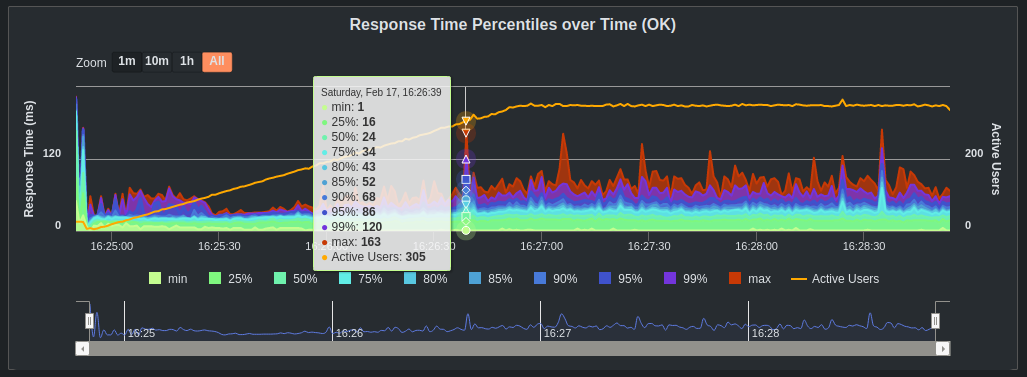 Response Time Percentiles over Time (OK)
Zoom 1m 10m 1h All
Response Time (ms)
120
0
Saturday, Feb 17, 16:26:39
min: 1
25%: 16
50%: 24
75%: 34
80%: 43
85%: 52
90%: 68
95%: 86
99%: 120
max: 163
Active Users: 305
200
0
Active Users
16:25:00 16:25:30 16:26:30 16:27:00 16:27:30 16:28:00 16:28:30
min 25% 50% 75% 80% 85% 90% 95% 99% max Active Users
16:25 16:26 16:27 16:28